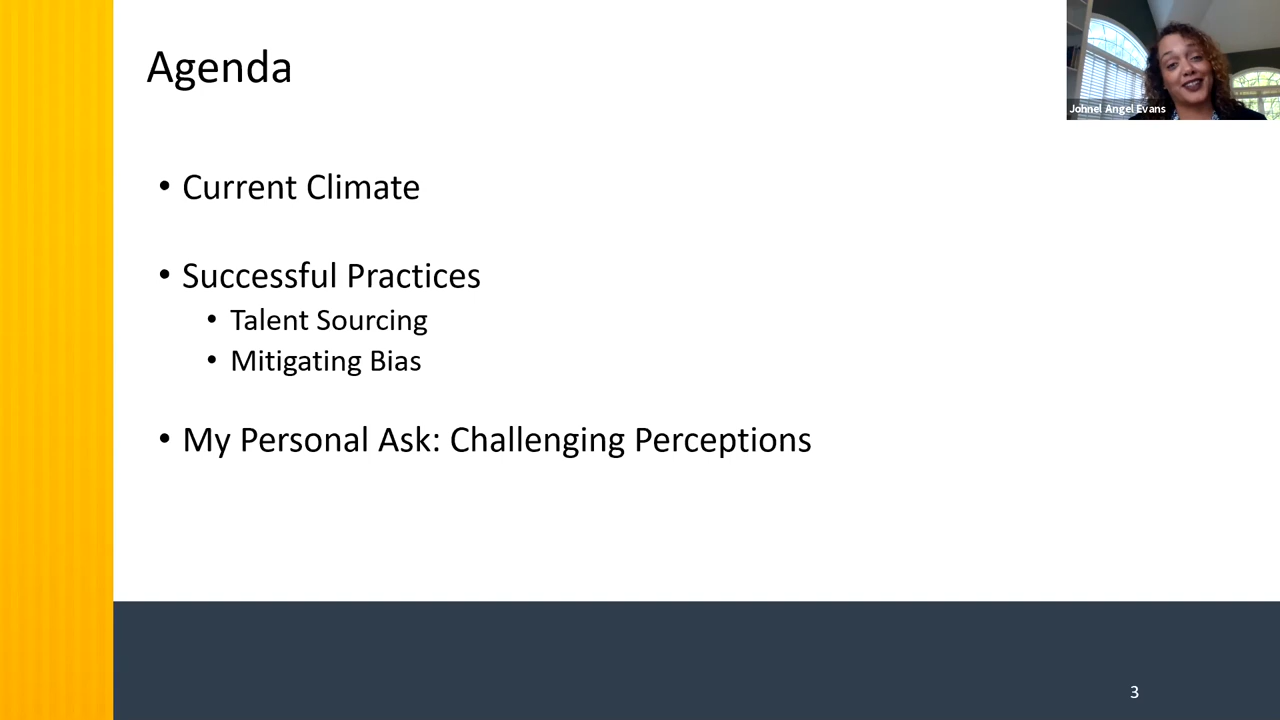 Agenda
Johnel Angel Evans
• Current Climate
• Successful Practices
• Talent Sourcing
• Mitigating Bias
• My Personal Ask: Challenging Perceptions
3